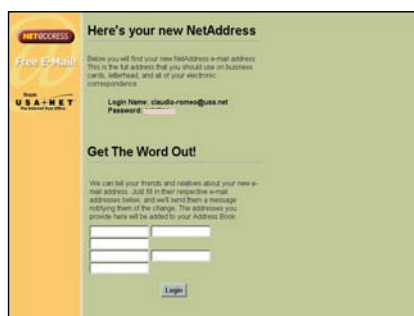 NET@DDRESS
Free E-Mail!
from
USA•NET
The Internet Post Office
Here's your new NetAddress
Below you will find your new NetAddress e-mail address.
This is the full address that you should use on business
cards, letterhead, and all of your electronic
correspondence.
Login Name: claudio-romeo@usa.net
Password:
Get The Word Out!
We can tell your friends and relatives about your new e-
mail address. Just fill in their respective e-mail
addresses below, and we'll send them a message
notifying them of the change. The addresses you
provide here will be added to your Address Book.
Login